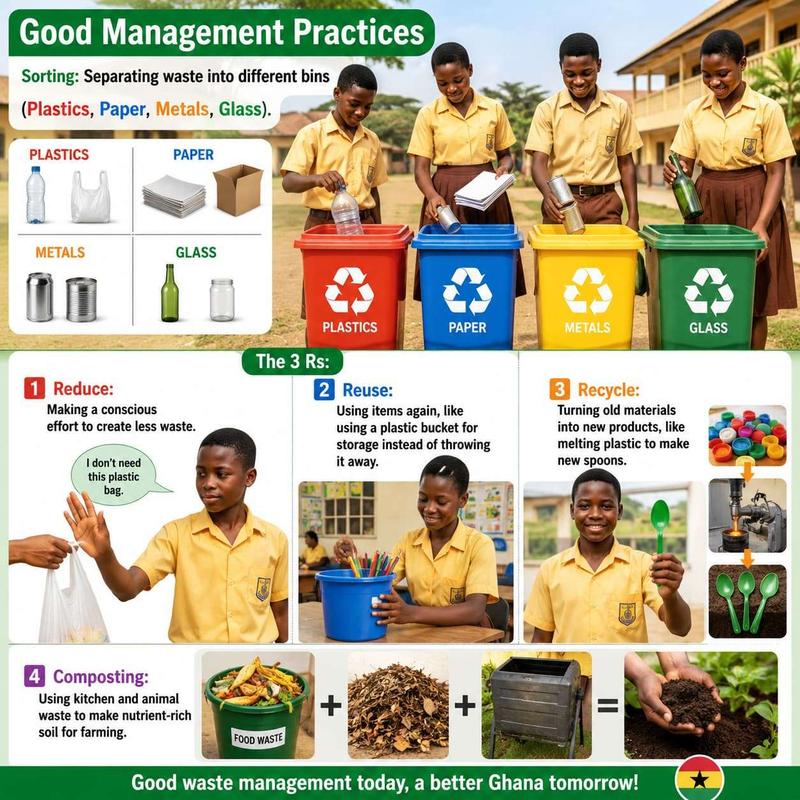 Good Management Practices
Sorting: Separating waste into different bins
(Plastics, Paper, Metals, Glass).
PLASTICS
PAPER
METALS
GLASS
PLASTICS
PAPER
METALS
GLASS
The 3 Rs:
1 Reduce:
Making a conscious
effort to create less waste.
I don't need
this plastic
bag.
2 Reuse:
Using items again, like
using a plastic bucket for
storage instead of throwing
it away.
3 Recycle:
Turning old materials
into new products, like
melting plastic to make
new spoons.
4 Composting:
Using kitchen and animal
waste to make nutrient-rich
soil for farming.
FOOD WASTE
+
+
=
Good waste management today, a better Ghana tomorrow!